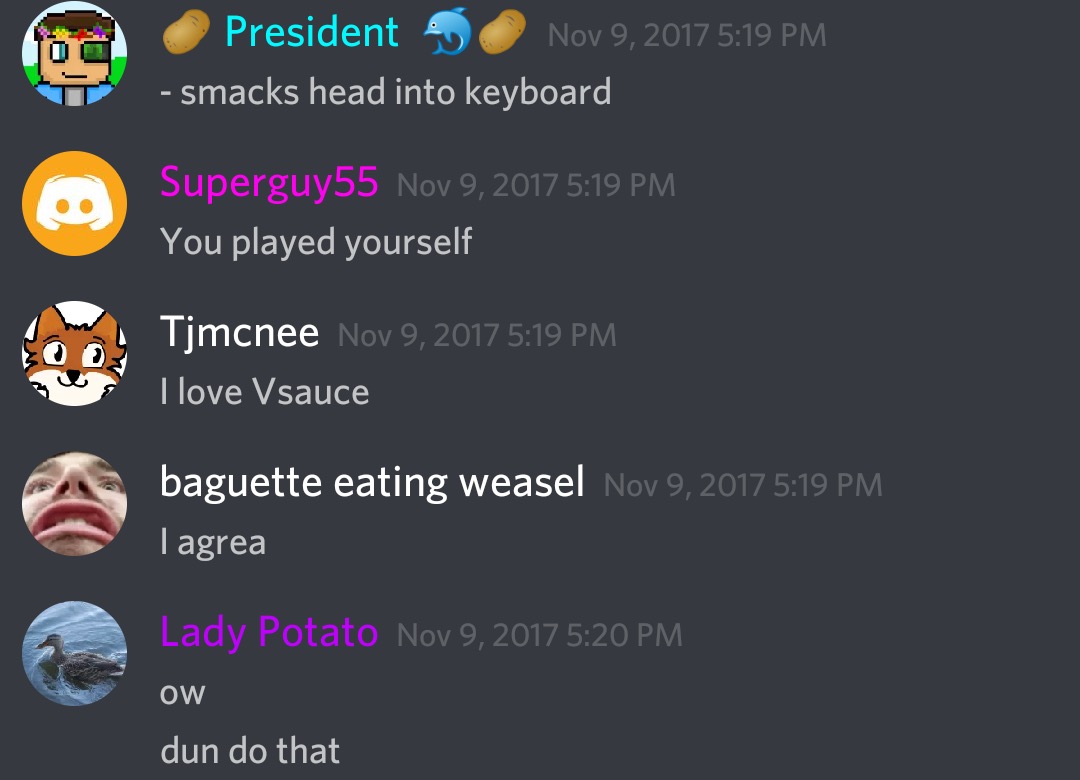 🥔 President 🐬🥔 Nov 9, 2017 5:19 PM
- smacks head into keyboard
Superguy55 Nov 9, 2017 5:19 PM
You played yourself
Tjmcnee Nov 9, 2017 5:19 PM
I love Vsauce
baguette eating weasel Nov 9, 2017 5:19 PM
I agrea
Lady Potato Nov 9, 2017 5:20 PM
ow
dun do that